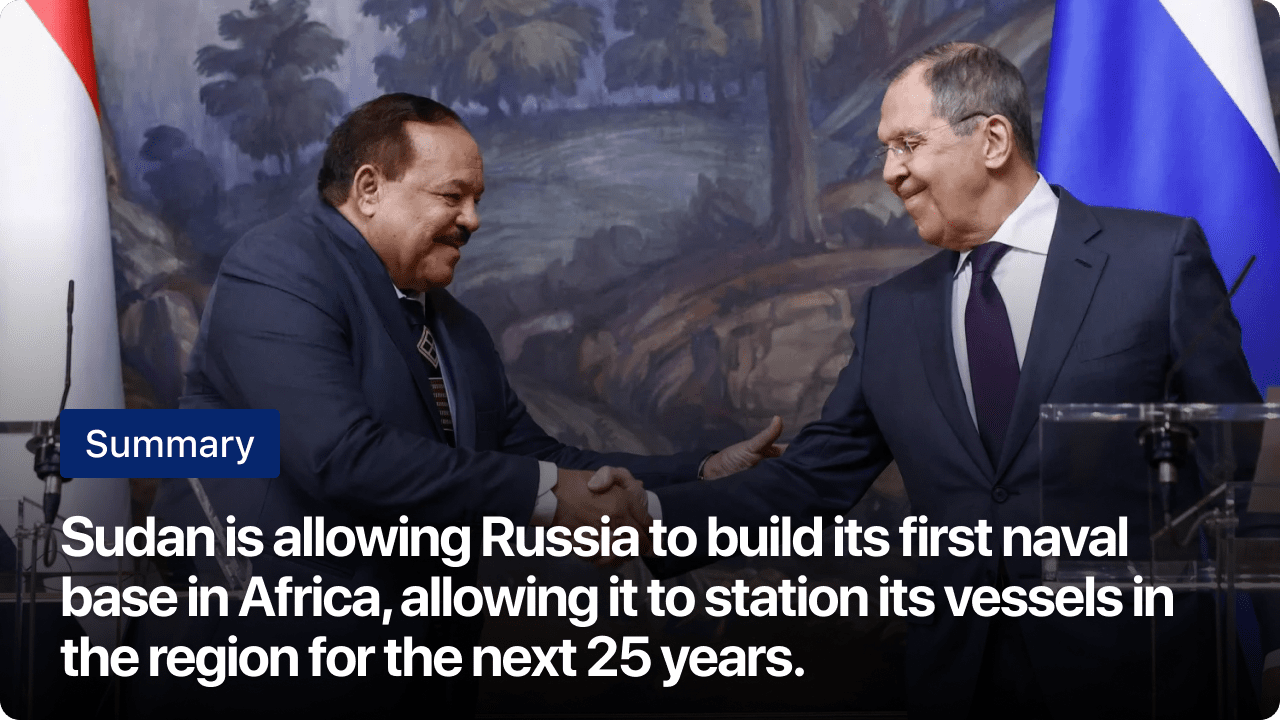 Summary
Sudan is allowing Russia to build its first naval
base in Africa, allowing it to station its vessels in
the region for the next 25 years.